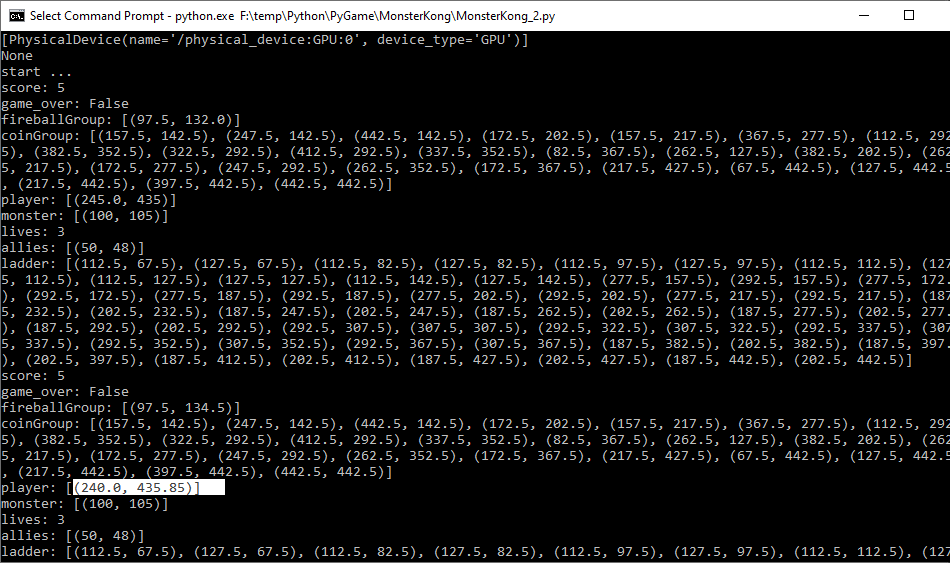 Select Command Prompt - python.exe F:\temp\Python\PyGame\MonsterKong\MonsterKong_2.py
[PhysicalDevice(name='/physical_device:GPU:0', device_type='GPU')]
None
start ...
score: 5
game_over: False
fireballGroup: [(97.5, 132.0)]
coinGroup: [(157.5, 142.5), (247.5, 142.5), (442.5, 142.5), (172.5, 202.5), (157.5, 217.5), (367.5, 277.5), (112.5, 292
5), (382.5, 352.5), (322.5, 292.5), (412.5, 292.5), (337.5, 352.5), (82.5, 367.5), (262.5, 127.5), (382.5, 202.5), (262
5, 217.5), (172.5, 277.5), (247.5, 292.5), (262.5, 352.5), (172.5, 367.5), (217.5, 427.5), (67.5, 442.5), (127.5, 442.5
, (217.5, 442.5), (397.5, 442.5), (442.5, 442.5)]
player: [(245.0, 435)]
monster: [(100, 105)]
lives: 3
allies: [(50, 48)]
ladder: [(112.5, 67.5), (127.5, 67.5), (112.5, 82.5), (127.5, 82.5), (112.5, 97.5), (127.5, 97.5), (112.5, 112.5), (127
5, 112.5), (112.5, 127.5), (127.5, 127.5), (112.5, 142.5), (127.5, 142.5), (277.5, 157.5), (292.5, 157.5), (277.5, 172.
), (292.5, 172.5), (277.5, 187.5), (292.5, 187.5), (277.5, 202.5), (292.5, 202.5), (277.5, 217.5), (292.5, 217.5), (187
5, 232.5), (202.5, 232.5), (187.5, 247.5), (202.5, 247.5), (187.5, 262.5), (202.5, 262.5), (187.5, 277.5), (202.5, 277.
), (187.5, 292.5), (202.5, 292.5), (292.5, 307.5), (307.5, 307.5), (292.5, 322.5), (307.5, 322.5), (292.5, 337.5), (307
5, 337.5), (292.5, 352.5), (307.5, 352.5), (292.5, 367.5), (307.5, 367.5), (187.5, 382.5), (202.5, 382.5), (187.5, 397.
), (202.5, 397.5), (187.5, 412.5), (202.5, 412.5), (187.5, 427.5), (202.5, 427.5), (187.5, 442.5), (202.5, 442.5)]
score: 5
game_over: False
fireballGroup: [(97.5, 134.5)]
coinGroup: [(157.5, 142.5), (247.5, 142.5), (442.5, 142.5), (172.5, 202.5), (157.5, 217.5), (367.5, 277.5), (112.5, 292
5), (382.5, 352.5), (322.5, 292.5), (412.5, 292.5), (337.5, 352.5), (82.5, 367.5), (262.5, 127.5), (382.5, 202.5), (262
5, 217.5), (172.5, 277.5), (247.5, 292.5), (262.5, 352.5), (172.5, 367.5), (217.5, 427.5), (67.5, 442.5), (127.5, 442.5
, (217.5, 442.5), (397.5, 442.5), (442.5, 442.5)]
player: [(240.0, 435.85)]
monster: [(100, 105)]
lives: 3
allies: [(50, 48)]
ladder: [(112.5, 67.5), (127.5, 67.5), (112.5, 82.5), (127.5, 82.5), (112.5, 97.5), (127.5, 97.5), (112.5, 112.5), (127